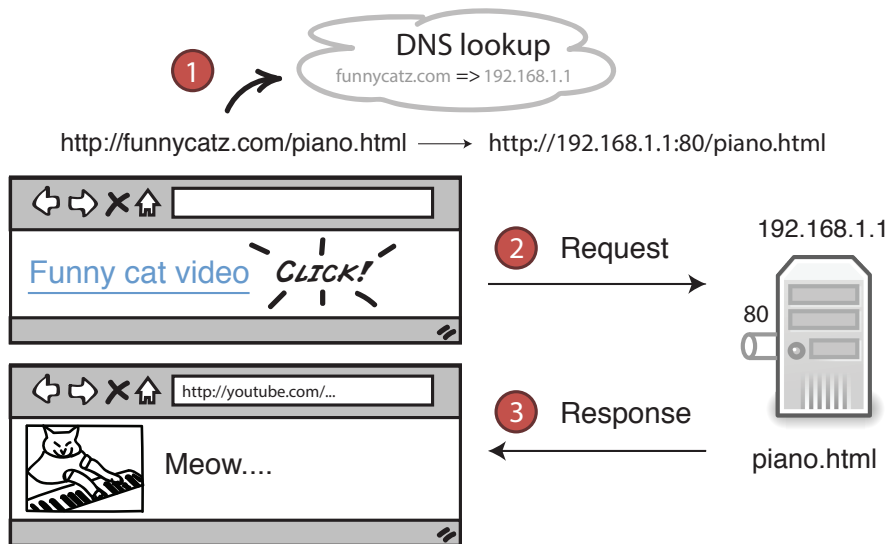 DNS lookup
1
funnycatz.com => 192.168.1.1
http://funnycatz.com/piano.html
http://192.168.1.1:80/piano.html
192.168.1.1
2 Request
Funny cat video
CLICK!
80
http://youtube.com/...
3 Response
Meow....
piano.html